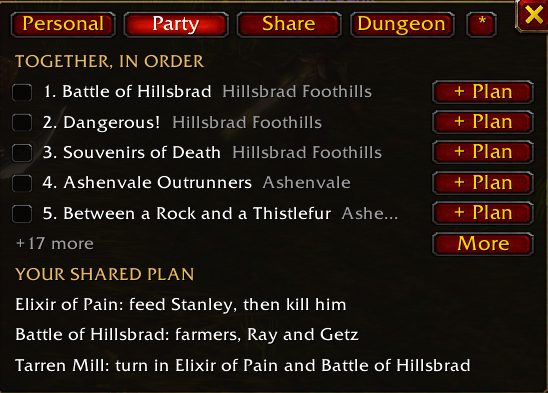 Personal Party Share Dungeon * X
TOGETHER, IN ORDER
1. Battle of Hillsbrad Hillsbrad Foothills + Plan
2. Dangerous! Hillsbrad Foothills + Plan
3. Souvenirs of Death Hillsbrad Foothills + Plan
4. Ashenvale Outrunners Ashenvale + Plan
5. Between a Rock and a Thistlefur Ashe... + Plan
+17 more More
YOUR SHARED PLAN
Elixir of Pain: feed Stanley, then kill him
Battle of Hillsbrad: farmers, Ray and Getz
Tarren Mill: turn in Elixir of Pain and Battle of Hillsbrad